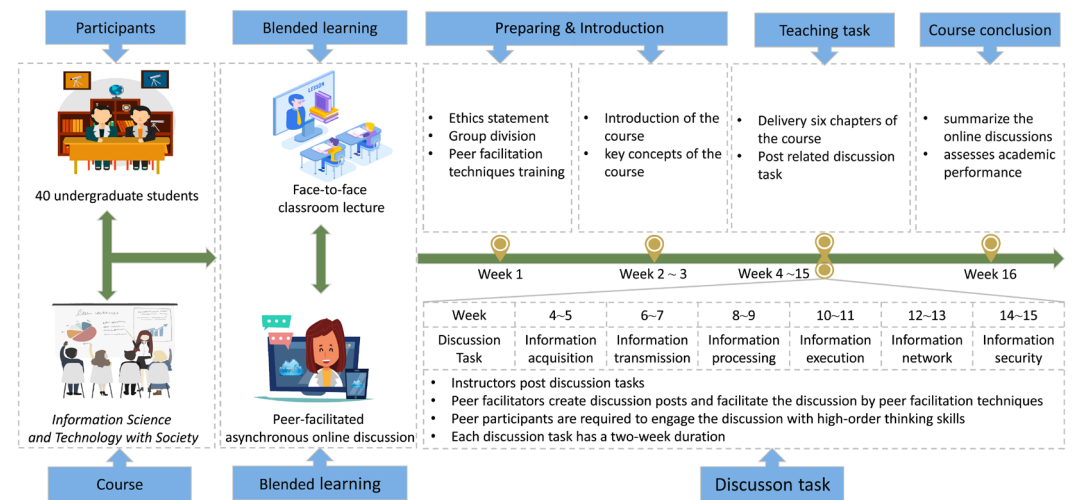 Participants
Blended learning
Preparing & Introduction
Teaching task
Course conclusion
LESSON
40 undergraduate students
Face-to-face
classroom lecture
• Ethics statement
• Group division
• Peer facilitation
techniques training
• Introduction of the
course
• key concepts of the
course
• Delivery six chapters of
the course
• Post related discussion
task
• summarize the
online discussions
• assesses academic
performance
Week 1
Week 2 ~ 3
Week 4 ~15
Week 16
Week 4~5 6~7 8~9 10~11 12~13 14~15
Discussion Information Information Information Information Information Information
Task acquisition transmission processing execution network security
• Instructors post discussion tasks
• Peer facilitators create discussion posts and facilitate the discussion by peer facilitation techniques
• Peer participants are required to engage the discussion with high-order thinking skills
• Each discussion task has a two-week duration
Information Science
and Technology with Society
Peer-facilitated
asynchronous online discussion
Course
Blended learning
Discusson task